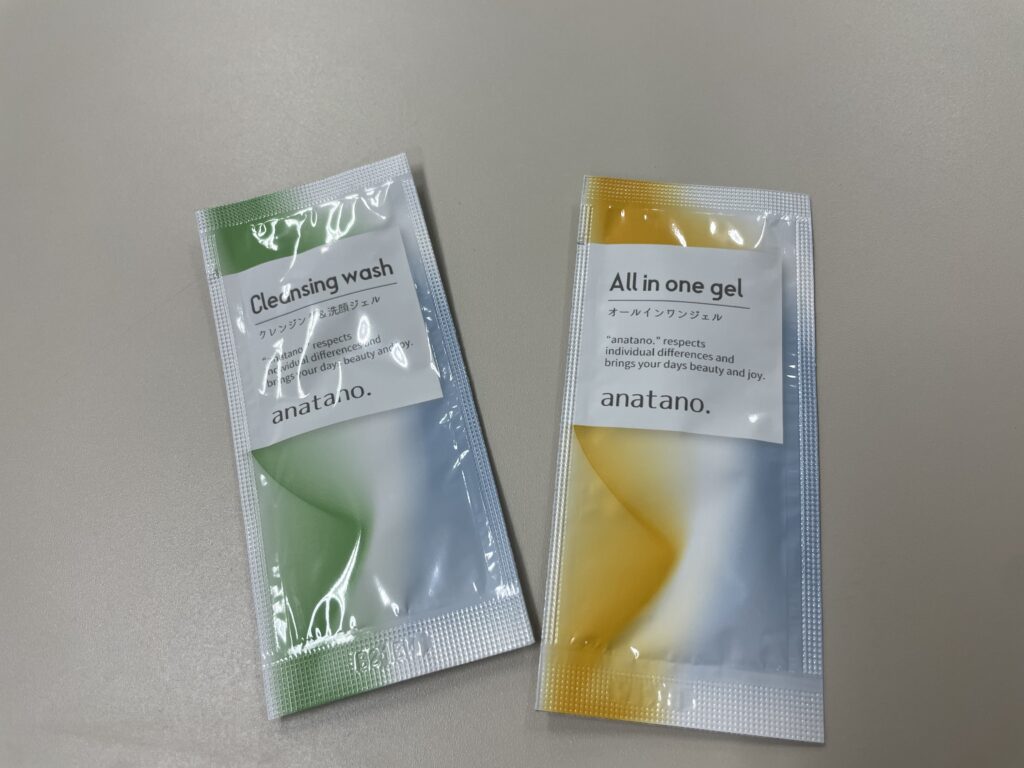 Cleansing wash
クレンジング&洗顔ジェル
"anatano." respects
individual differences and
brings your days beauty and joy.
anatano.
All in one gel
オールインワンジェル
"anatano." respects
individual differences and
brings your days beauty and joy.
anatano.